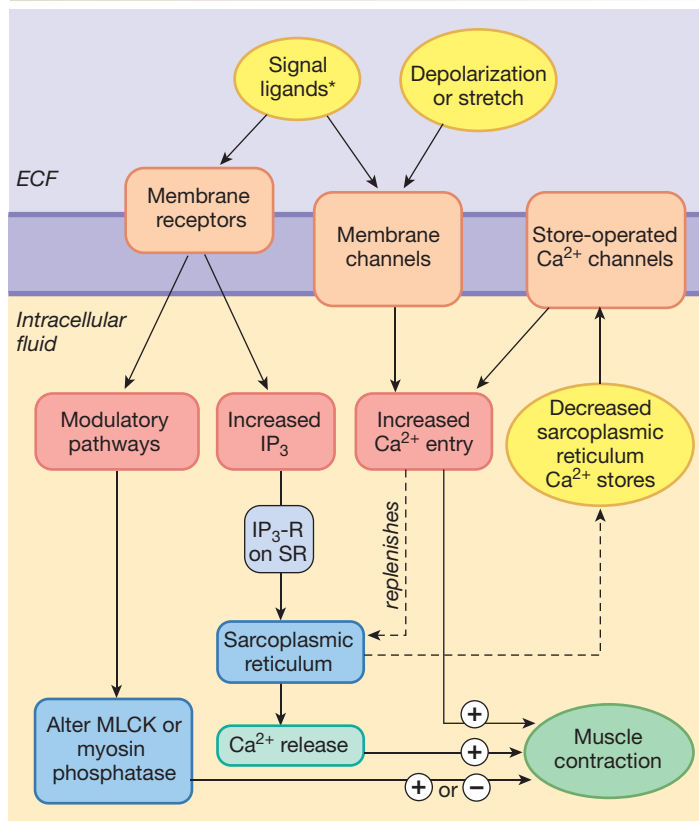 Signal
ligands*
Depolarization
or stretch
ECF
Membrane
receptors
Membrane
channels
Store-operated
Ca²⁺ channels
Intracellular
fluid
Modulatory
pathways
Increased
IP₃
Increased
Ca²⁺ entry
Decreased
sarcoplasmic
reticulum
Ca²⁺ stores
IP₃-R
on SR
replenishes
Sarcoplasmic
reticulum
Alter MLCK or
myosin
phosphatase
Ca²⁺ release
+
+
+ or −
Muscle
contraction